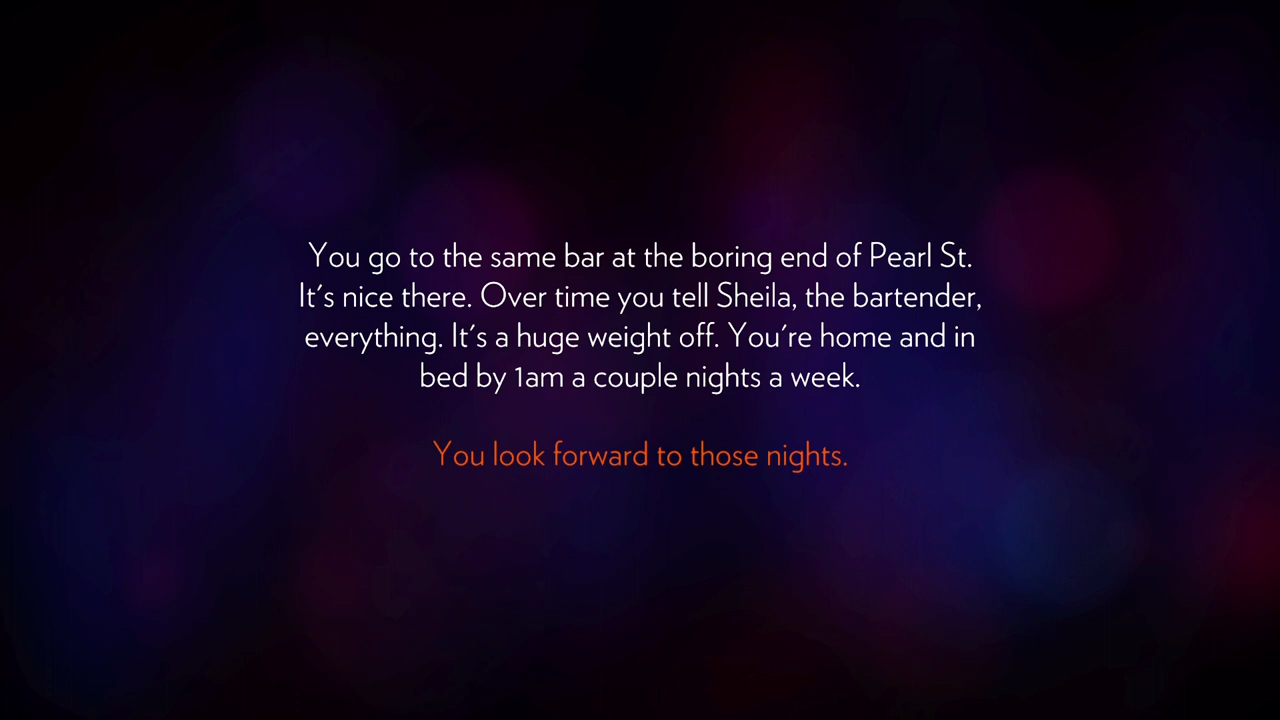 You go to the same bar at the boring end of Pearl St.
It's nice there. Over time you tell Sheila, the bartender,
everything. It's a huge weight off. You're home and in
bed by 1am a couple nights a week.
You look forward to those nights.